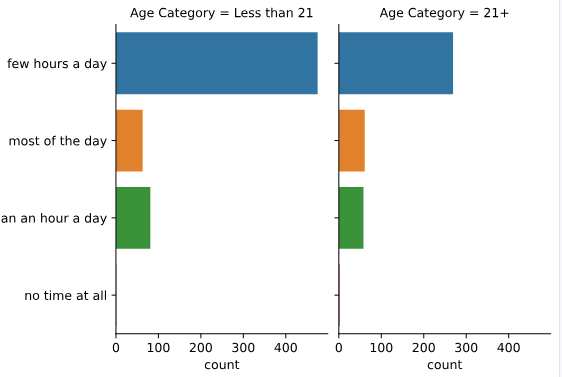 Age Category = Less than 21
Age Category = 21+
few hours a day
most of the day
an an hour a day
no time at all
0 100 200 300 400
0 100 200 300 400
count
count